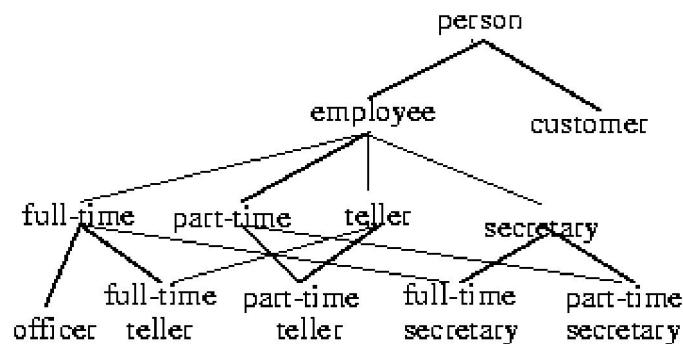 person
employee
customer
full-time part-time teller
secretary
full-time part-time full-time part-time
officer teller teller secretary secretary